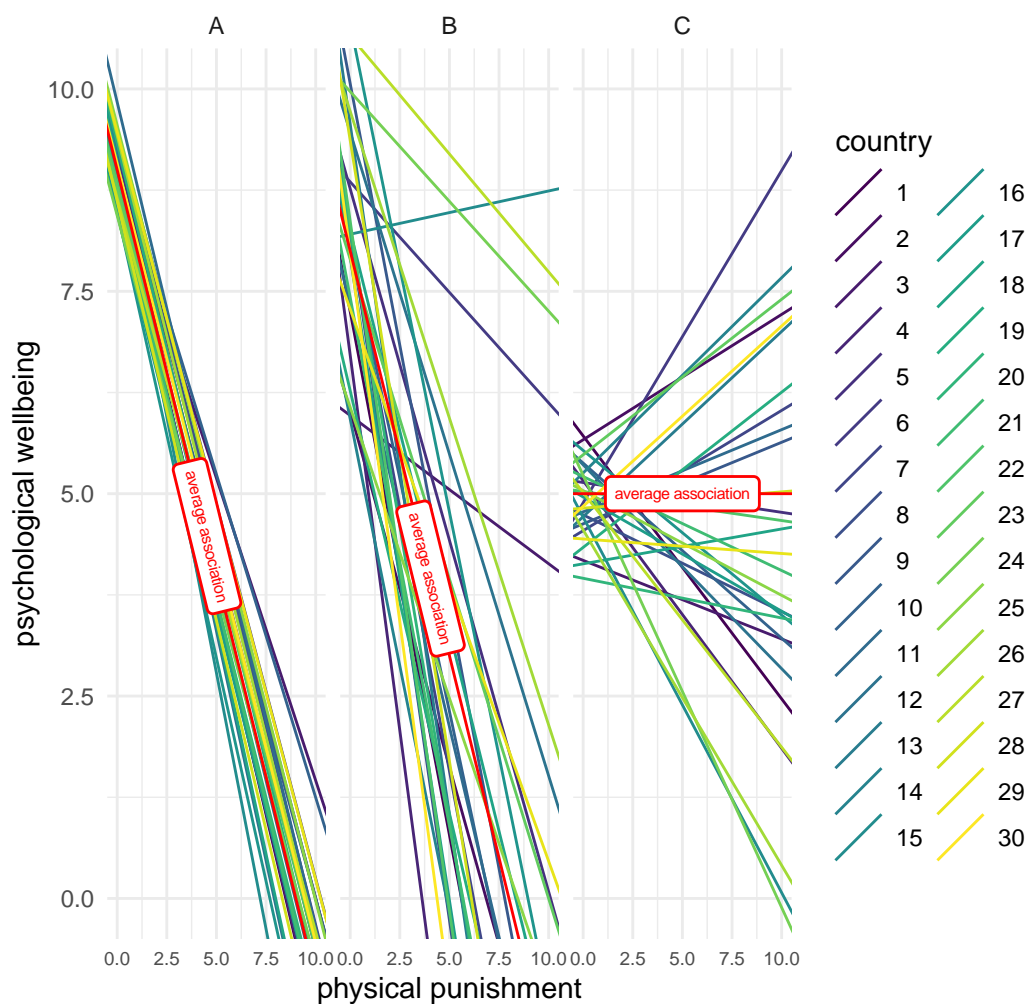 A B C
psychological wellbeing
10.0
7.5
5.0
2.5
0.0
average association
average association
average association
0.0 2.5 5.0 7.5 10.0 0.0 2.5 5.0 7.5 10.0 0.0 2.5 5.0 7.5 10.0
physical punishment
country
1 16
2 17
3 18
4 19
5 20
6 21
7 22
8 23
9 24
10 25
11 26
12 27
13 28
14 29
15 30